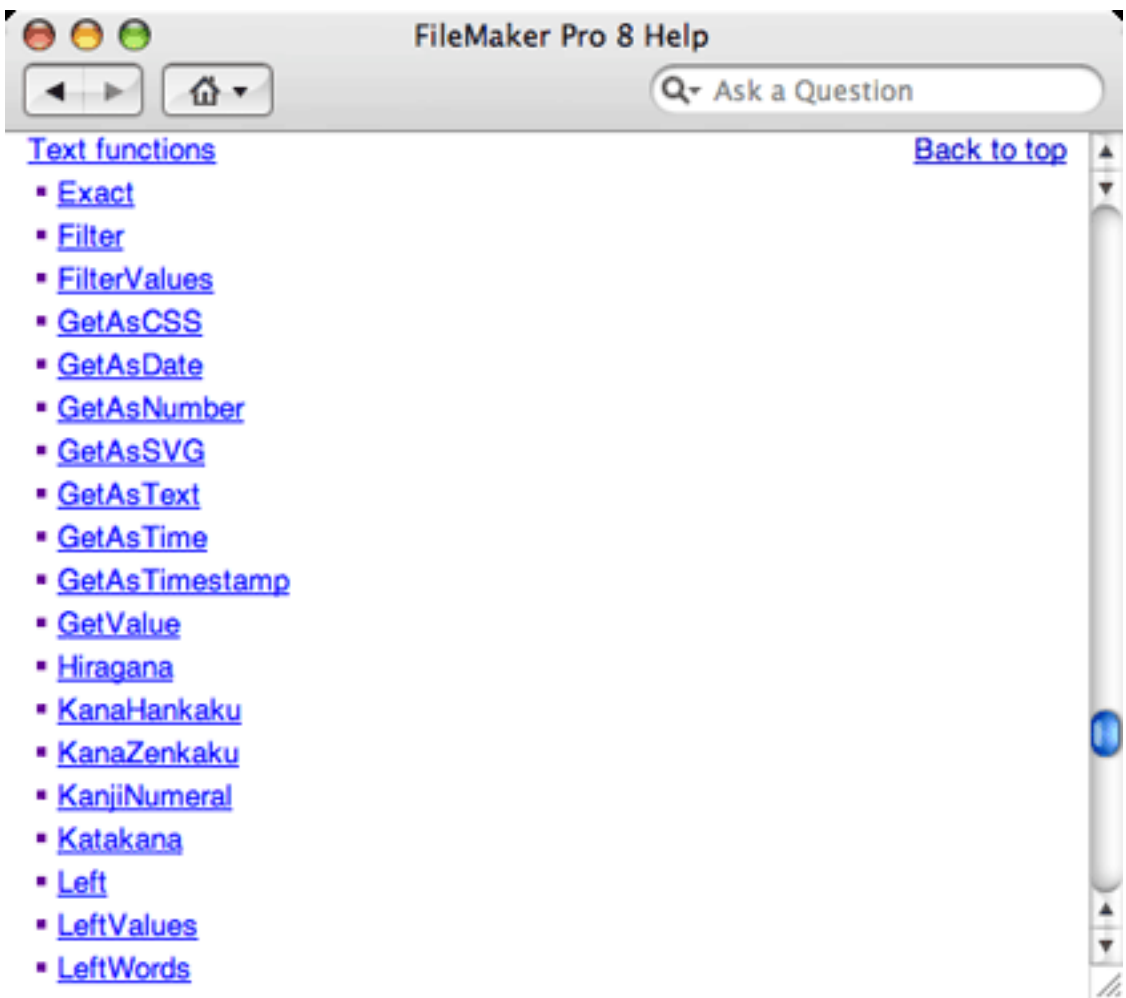 FileMaker Pro 8 Help
Ask a Question
Text functions Back to top
Exact
Filter
FilterValues
GetAsCSS
GetAsDate
GetAsNumber
GetAsSVG
GetAsText
GetAsTime
GetAsTimestamp
GetValue
Hiragana
KanaHankaku
KanaZenkaku
KanjiNumeral
Katakana
Left
LeftValues
LeftWords